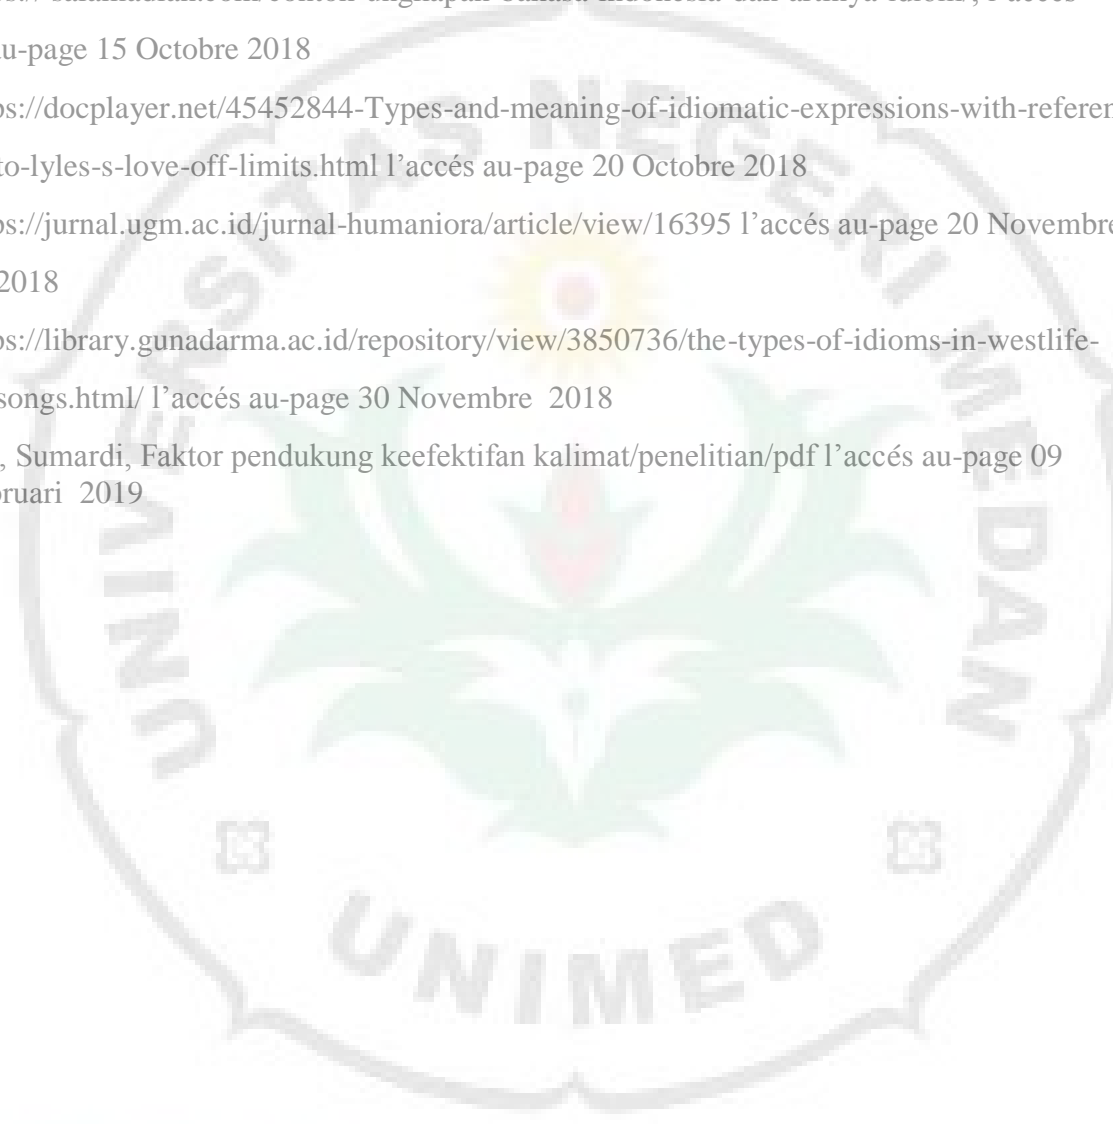 au-page 15 Octobre 2018
ps://docplayer.net/45452844-Types-and-meaning-of-idiomatic-expressions-with-referen
to-lyles-s-love-off-limits.html l’accés au-page 20 Octobre 2018
ps://jurnal.ugm.ac.id/jurnal-humaniora/article/view/16395 l’accés au-page 20 Novembre
2018
ps://library.gunadarma.ac.id/repository/view/3850736/the-types-of-idioms-in-westlife-
songs.html/ l’accés au-page 30 Novembre 2018
, Sumardi, Faktor pendukung keefektifan kalimat/penelitian/pdf l’accés au-page 09
ruari 2019
UNIVERSITAS NEGERI MEDAN
UNIMED